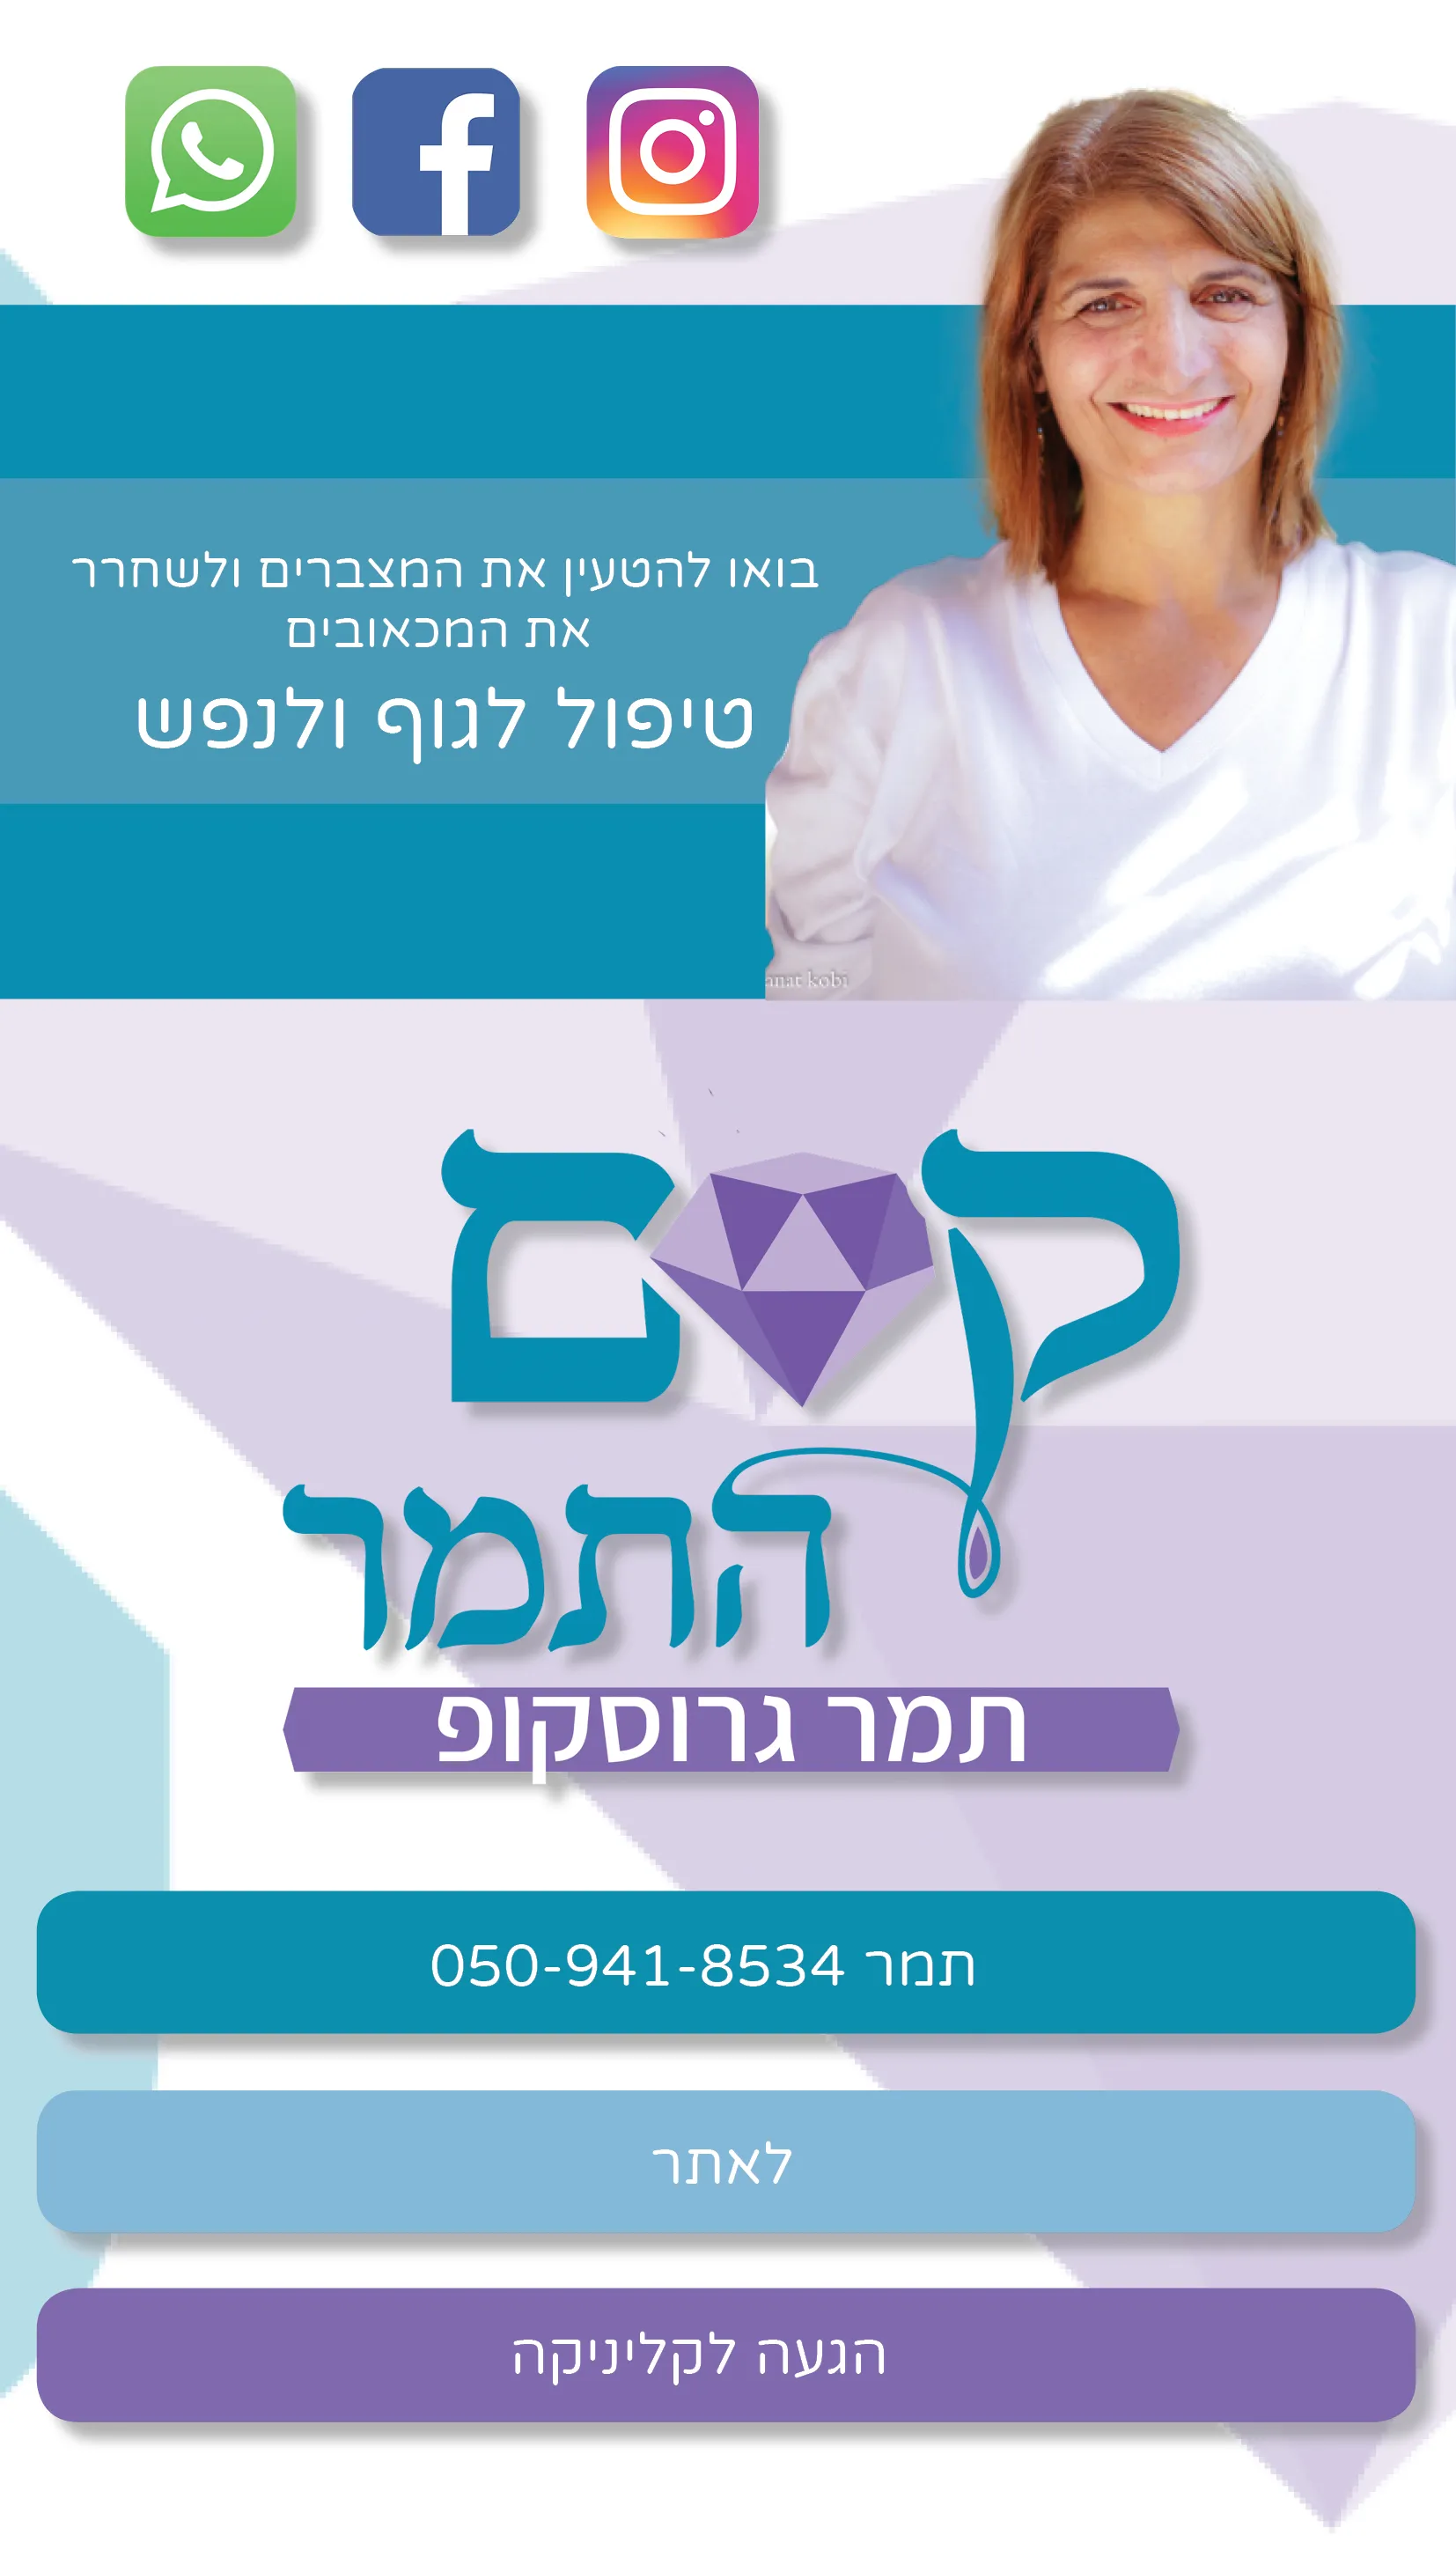 בואו להטעין את המצברים ולשחרר
את המכאובים
טיפול לגוף ולנפש
anat kobi
קסם
התמר
תמר גרוסקופ
תמר 050-941-8534
לאתר
הגעה לקליניקה